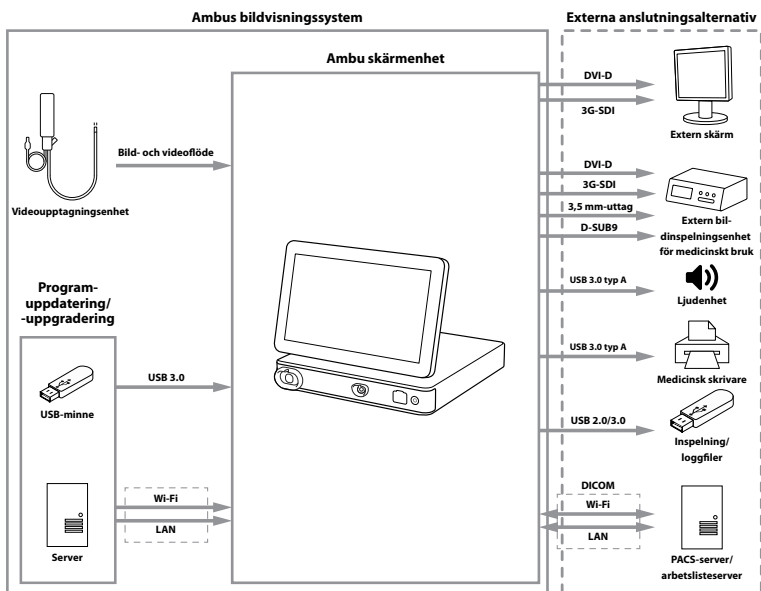 Ambus bildvisningssystem
Externa anslutningsalternativ
Ambu skärmenhet
Bild- och videoflöde
Videoupptagningsenhet
Program-
uppdatering/
-uppgradering
USB 3.0
USB-minne
Wi-Fi
LAN
Server
DVI-D
3G-SDI
Extern skärm
DVI-D
3G-SDI
3,5 mm-uttag
D-SUB9
Extern bil-
dinspelningsenhet
för medicinskt bruk
USB 3.0 typ A
Ljudenhet
USB 3.0 typ A
Medicinsk skrivare
USB 2.0/3.0
Inspelning/
loggfiler
DICOM
Wi-Fi
LAN
PACS-server/
arbetslisteserver